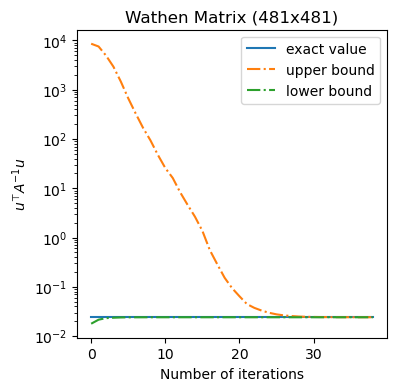 Wathen Matrix (481x481)
exact value
upper bound
lower bound
10⁴
10³
10²
10¹
10⁰
10⁻¹
10⁻²
u⊤A⁻¹u
0 10 20 30
Number of iterations